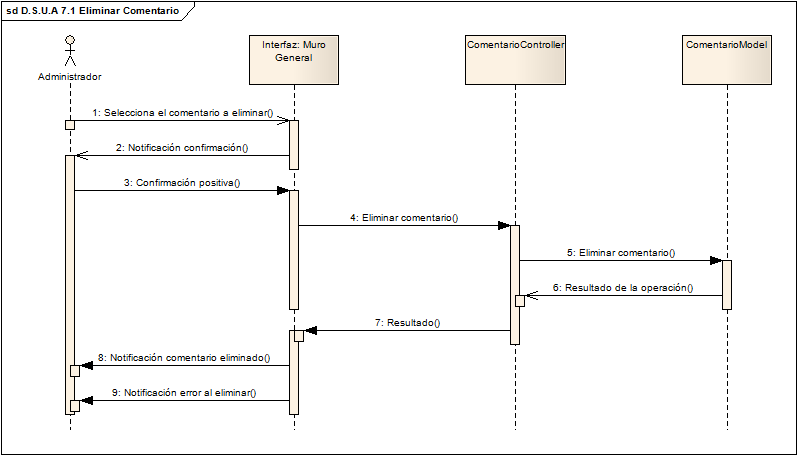 sd D.S.U.A 7.1 Eliminar Comentario
Administrador
Interfaz: Muro
General
ComentarioController
ComentarioModel
1: Selecciona el comentario a eliminar()
2: Notificación confirmación()
3: Confirmación positiva()
4: Eliminar comentario()
5: Eliminar comentario()
6: Resultado de la operación()
7: Resultado()
8: Notificación comentario eliminado()
9: Notificación error al eliminar()